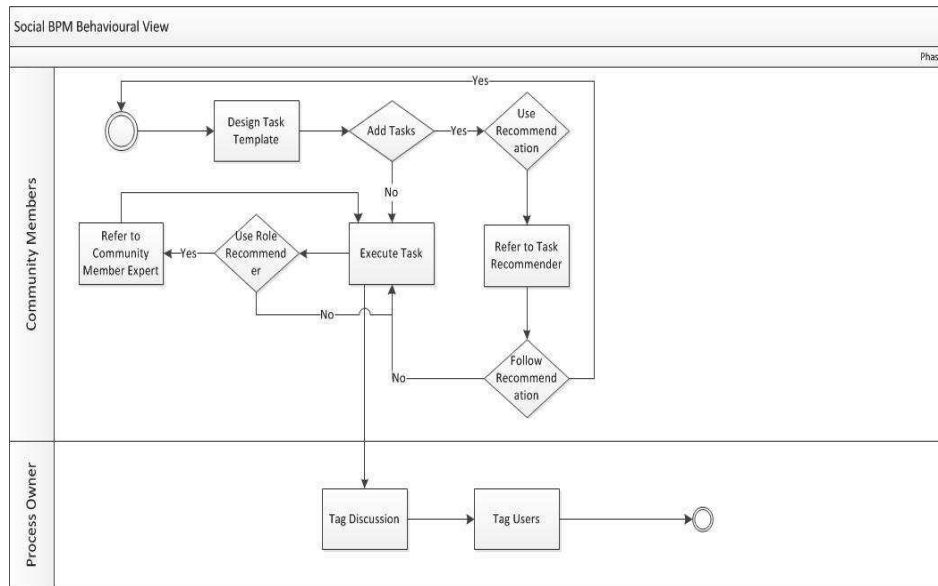 Social BPM Behavioural View
Phas
Community Members
Yes
Design Task
Template
Add Tasks
Yes
Use
Recommend
ation
No
Refer to
Community
Member Expert
Yes
Use Role
Recommend
er
Execute Task
Refer to Task
Recommender
No
No
Follow
Recommend
ation
Process Owner
Tag Discussion
Tag Users